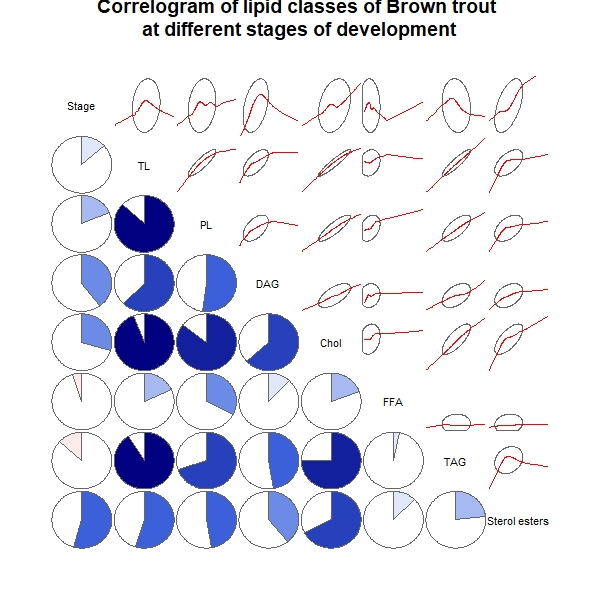 Correlogram of lipid classes of Brown trout
at different stages of development
Stage
TL
PL
DAG
Chol
FFA
TAG
Sterol esters